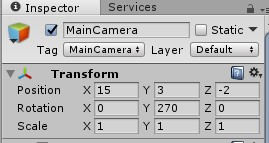 Inspector Services
MainCamera Static
Tag MainCamera Layer Default
Transform
Position X 15 Y 3 Z -2
Rotation X 0 Y 270 Z 0
Scale X 1 Y 1 Z 1